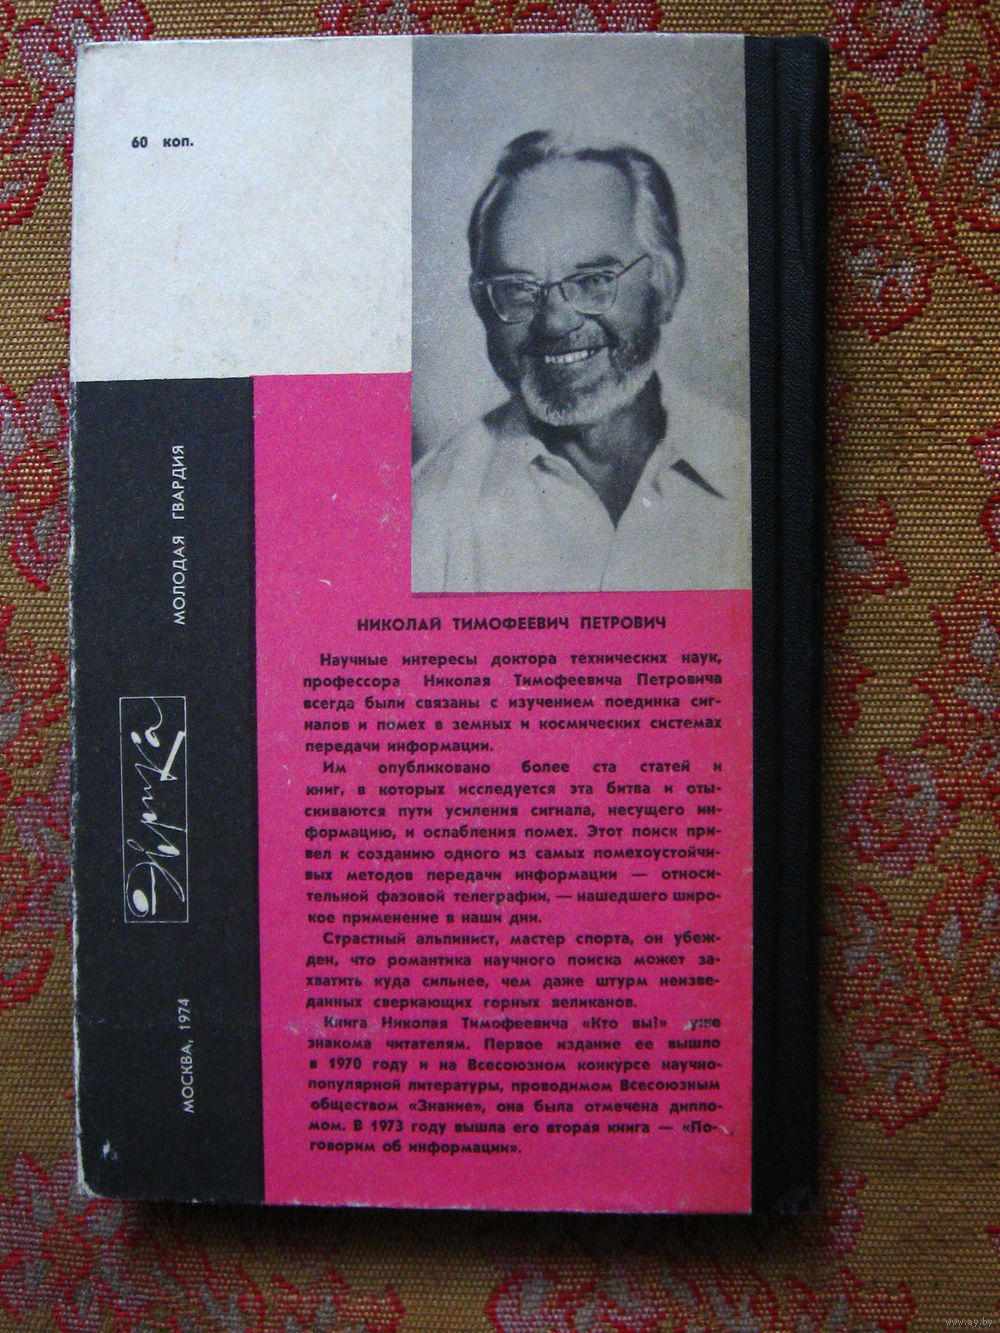 60 коп.
МОЛОДАЯ ГВАРДИЯ
Эврика
МОСКВА, 1974
НИКОЛАЙ ТИМОФЕЕВИЧ ПЕТРОВИЧ
Научные интересы доктора технических наук,
профессора Николая Тимофеевича Петровича
всегда были связаны с изучением поединка сиг-
налов и помех в земных и космических системах
передачи информации.
Им опубликовано более ста статей и
книг, в которых исследуется эта битва и оты-
скиваются пути усиления сигнала, несущего ин-
формацию, и ослабления помех. Этот поиск при-
вел к созданию одного из самых помехоустойчи-
вых методов передачи информации — относи-
тельной фазовой телеграфии, — нашедшего широ-
кое применение в наши дни.
Страстный альпинист, мастер спорта, он убеж-
ден, что романтика научного поиска может за-
хватить куда сильнее, чем даже штурм неизве-
данных сверкающих горных великанов.
Книга Николая Тимофеевича «Кто вы?» уже
знакома читателям. Первое издание ее вышло
в 1970 году и на Всесоюзном конкурсе научно-
популярной литературы, проводимом Всесоюзным
обществом «Знание», она была отмечена дипло-
мом. В 1973 году вышла его вторая книга — «По-
говорим об информации».
www.ay.by